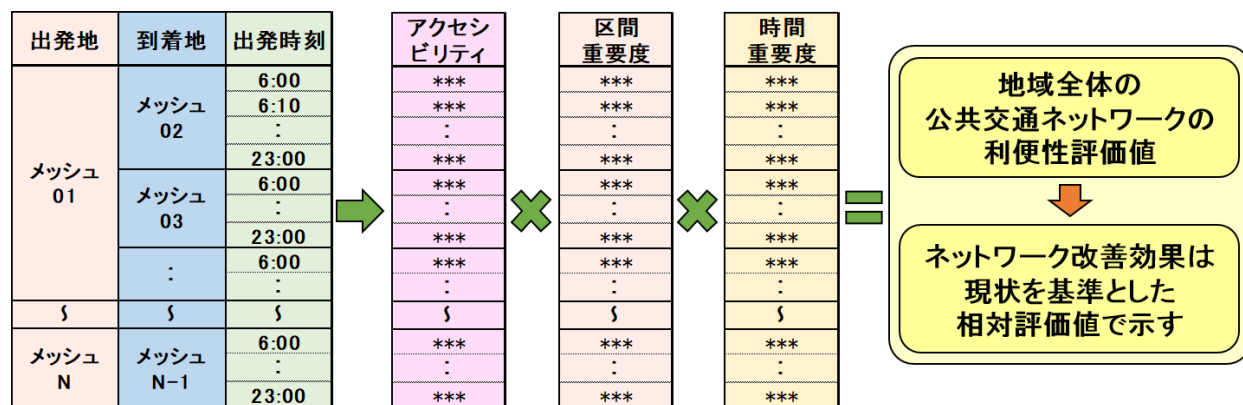 出発地
到着地
出発時刻
メッシュ
01
メッシュ
02
6:00
6:10
:
23:00
メッシュ
03
6:00
:
23:00
:
6:00
:
∫
∫
∫
メッシュ
N
メッシュ
N-1
6:00
:
23:00
アクセシ
ビリティ
***
***
:
***
***
:
***
***
:
∫
***
:
***
区間
重要度
***
***
:
***
***
:
***
***
:
∫
***
:
***
時間
重要度
***
***
:
***
***
:
***
***
:
∫
***
:
***
地域全体の
公共交通ネットワークの
利便性評価値
ネットワーク改善効果は
現状を基準とした
相対評価値で示す